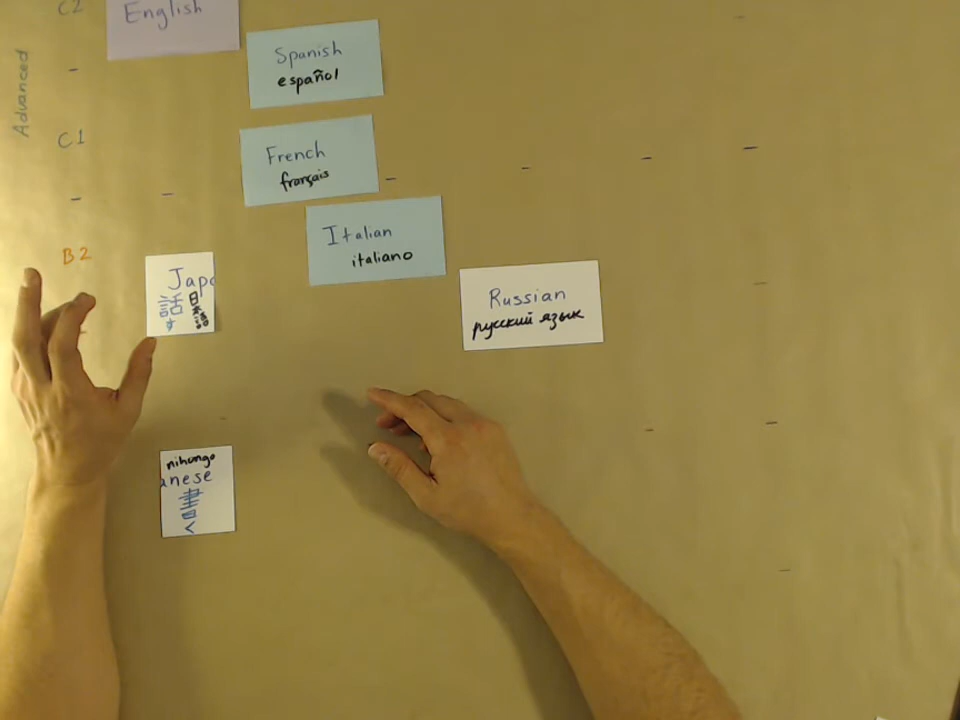 C2
English
Advanced
Spanish
español
C1
French
français
B2
Italian
italiano
Japa
話す
日本語
Russian
русский язык
nihongo
anese
書く